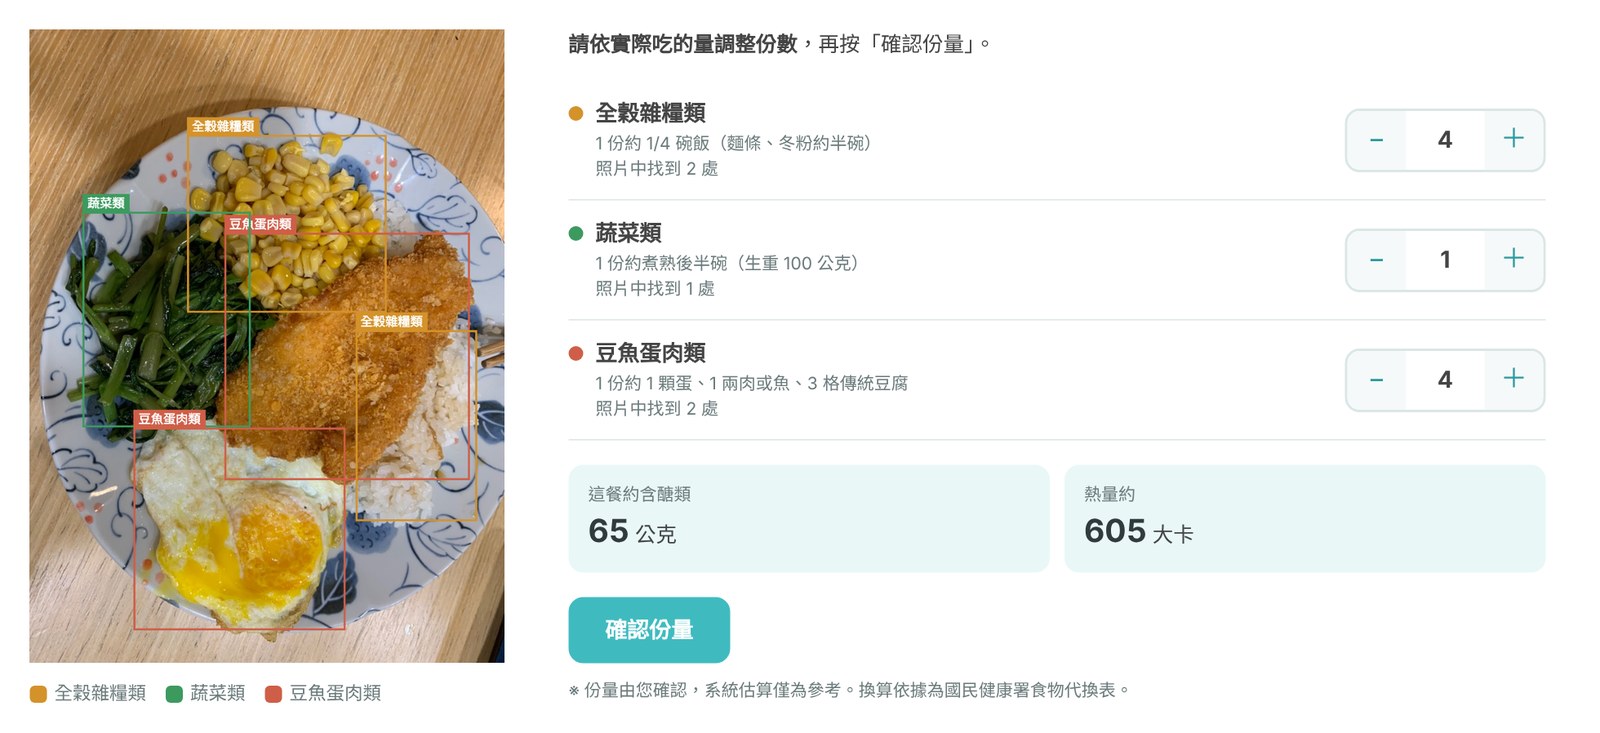 全穀雜糧類
蔬菜類
豆魚蛋肉類
全穀雜糧類
豆魚蛋肉類
全穀雜糧類 蔬菜類 豆魚蛋肉類
請依實際吃的量調整份數，再按「確認份量」。
全穀雜糧類
1 份約 1/4 碗飯（麵條、冬粉約半碗）
照片中找到 2 處
− 4 +
蔬菜類
1 份約煮熟後半碗（生重 100 公克）
照片中找到 1 處
− 1 +
豆魚蛋肉類
1 份約 1 顆蛋、1 兩肉或魚、3 格傳統豆腐
照片中找到 2 處
− 4 +
這餐約含醣類
65 公克
熱量約
605 大卡
確認份量
※ 份量由您確認，系統估算僅為參考。換算依據為國民健康署食物代換表。